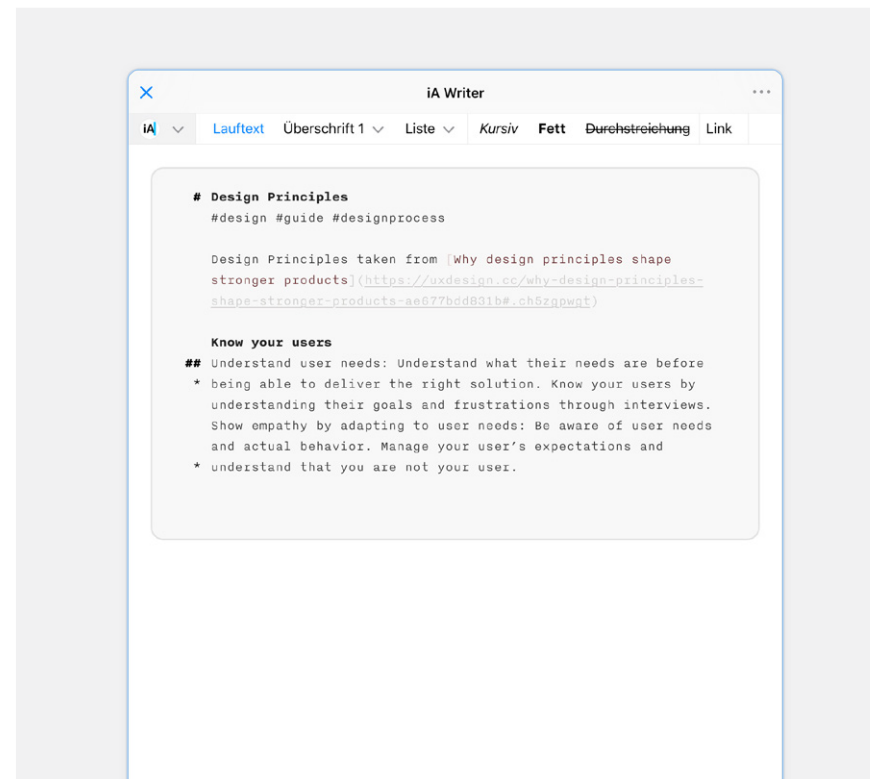 iA Writer
iA Lauftext Überschrift 1 Liste Kursiv Fett Durchstreichung Link
# Design Principles
#design #guide #designprocess
Design Principles taken from [Why design principles shape
stronger products](https://uxdesign.cc/why-design-principles-
shape-stronger-products-ae677bdd831b#.ch5zgpwgt)
Know your users
## Understand user needs: Understand what their needs are before
* being able to deliver the right solution. Know your users by
understanding their goals and frustrations through interviews.
Show empathy by adapting to user needs: Be aware of user needs
and actual behavior. Manage your user’s expectations and
* understand that you are not your user.